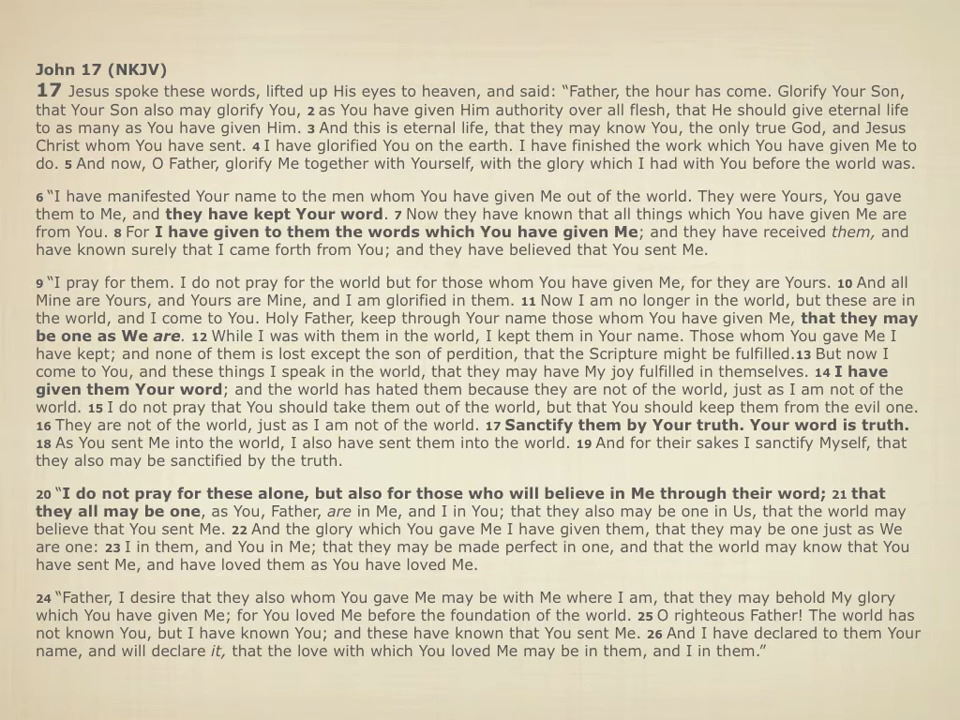 John 17 (NKJV)
17 Jesus spoke these words, lifted up His eyes to heaven, and said: “Father, the hour has come. Glorify Your Son,
that Your Son also may glorify You, 2 as You have given Him authority over all flesh, that He should give eternal life
to as many as You have given Him. 3 And this is eternal life, that they may know You, the only true God, and Jesus
Christ whom You have sent. 4 I have glorified You on the earth. I have finished the work which You have given Me to
do. 5 And now, O Father, glorify Me together with Yourself, with the glory which I had with You before the world was.
6 “I have manifested Your name to the men whom You have given Me out of the world. They were Yours, You gave
them to Me, and they have kept Your word. 7 Now they have known that all things which You have given Me are
from You. 8 For I have given to them the words which You have given Me; and they have received them, and
have known surely that I came forth from You; and they have believed that You sent Me.
9 “I pray for them. I do not pray for the world but for those whom You have given Me, for they are Yours. 10 And all
Mine are Yours, and Yours are Mine, and I am glorified in them. 11 Now I am no longer in the world, but these are in
the world, and I come to You. Holy Father, keep through Your name those whom You have given Me, that they may
be one as We are. 12 While I was with them in the world, I kept them in Your name. Those whom You gave Me I
have kept; and none of them is lost except the son of perdition, that the Scripture might be fulfilled.13 But now I
come to You, and these things I speak in the world, that they may have My joy fulfilled in themselves. 14 I have
given them Your word; and the world has hated them because they are not of the world, just as I am not of the
world. 15 I do not pray that You should take them out of the world, but that You should keep them from the evil one.
16 They are not of the world, just as I am not of the world. 17 Sanctify them by Your truth. Your word is truth.
18 As You sent Me into the world, I also have sent them into the world. 19 And for their sakes I sanctify Myself, that
they also may be sanctified by the truth.
20 “I do not pray for these alone, but also for those who will believe in Me through their word; 21 that
they all may be one, as You, Father, are in Me, and I in You; that they also may be one in Us, that the world may
believe that You sent Me. 22 And the glory which You gave Me I have given them, that they may be one just as We
are one: 23 I in them, and You in Me; that they may be made perfect in one, and that the world may know that You
have sent Me, and have loved them as You have loved Me.
24 “Father, I desire that they also whom You gave Me may be with Me where I am, that they may behold My glory
which You have given Me; for You loved Me before the foundation of the world. 25 O righteous Father! The world has
not known You, but I have known You; and these have known that You sent Me. 26 And I have declared to them Your
name, and will declare it, that the love with which You loved Me may be in them, and I in them.”